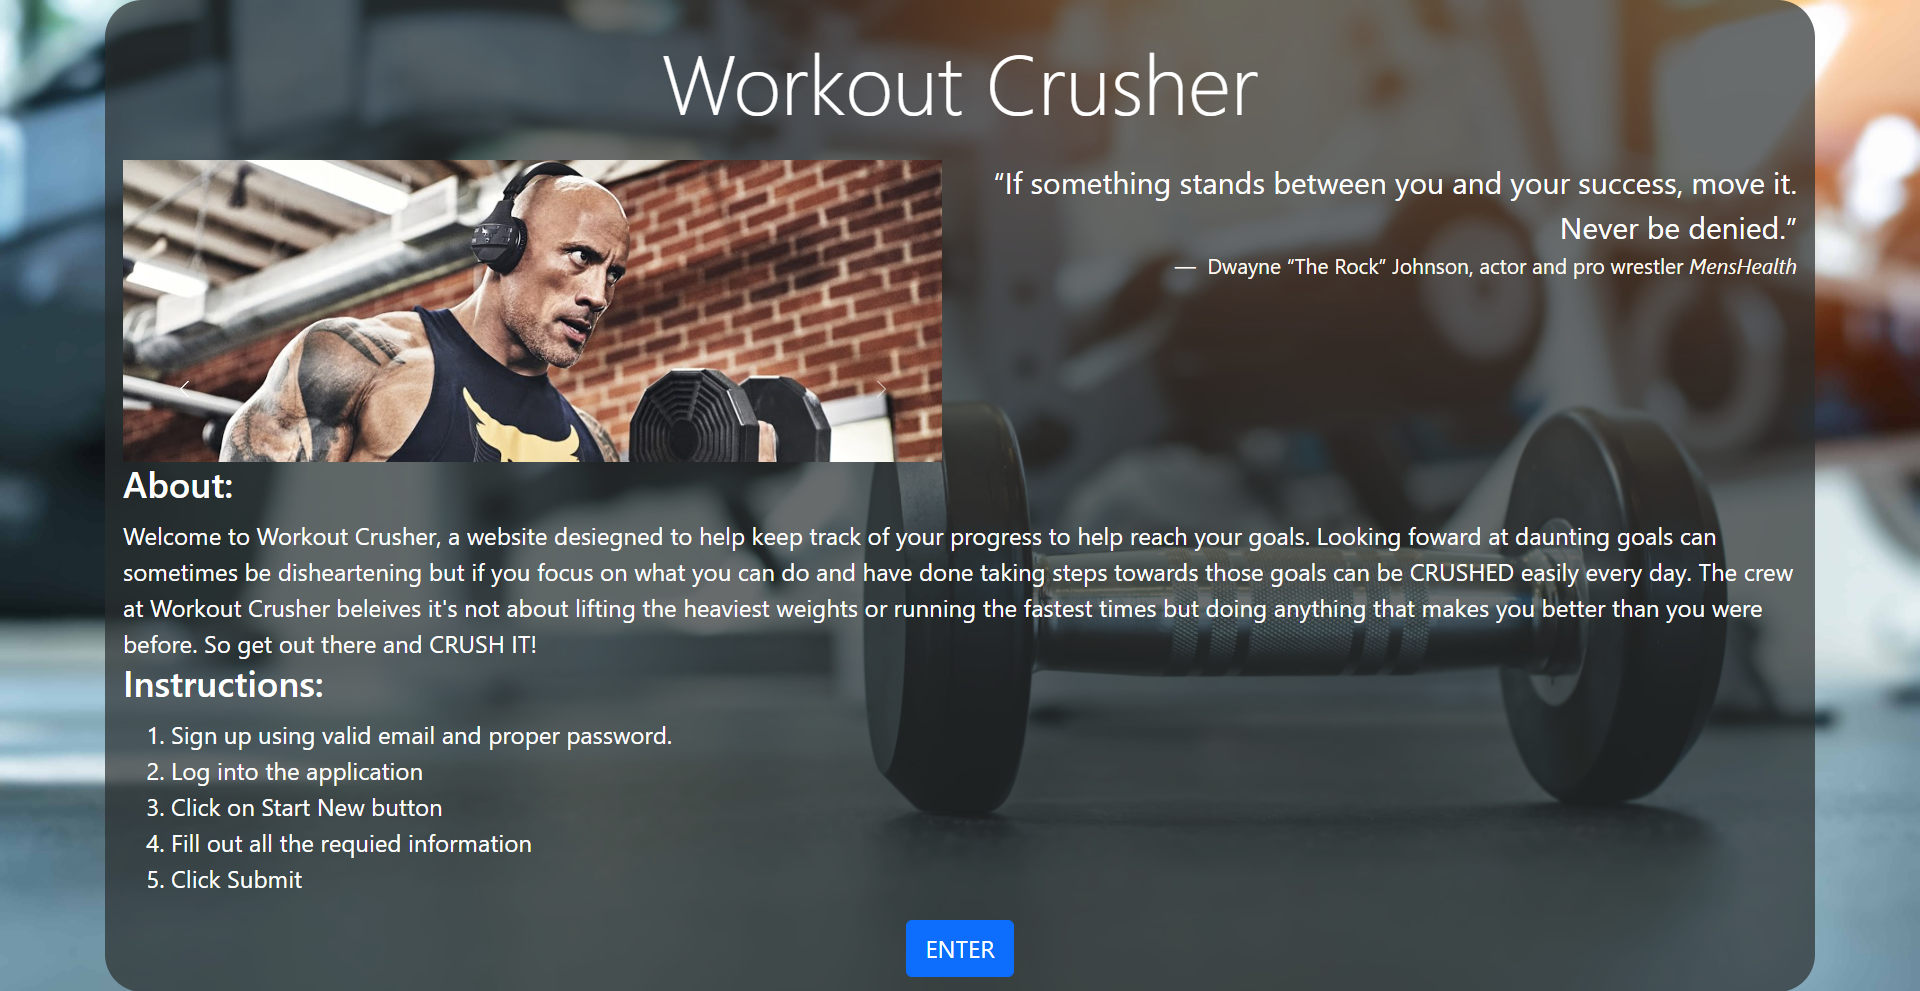 Workout Crusher
“If something stands between you and your success, move it.
Never be denied.”
— Dwayne “The Rock” Johnson, actor and pro wrestler MensHealth
About:
Welcome to Workout Crusher, a website desiegned to help keep track of your progress to help reach your goals. Looking foward at daunting goals can
sometimes be disheartening but if you focus on what you can do and have done taking steps towards those goals can be CRUSHED easily every day. The crew
at Workout Crusher beleives it's not about lifting the heaviest weights or running the fastest times but doing anything that makes you better than you were
before. So get out there and CRUSH IT!
Instructions:
1. Sign up using valid email and proper password.
2. Log into the application
3. Click on Start New button
4. Fill out all the requied information
5. Click Submit
ENTER